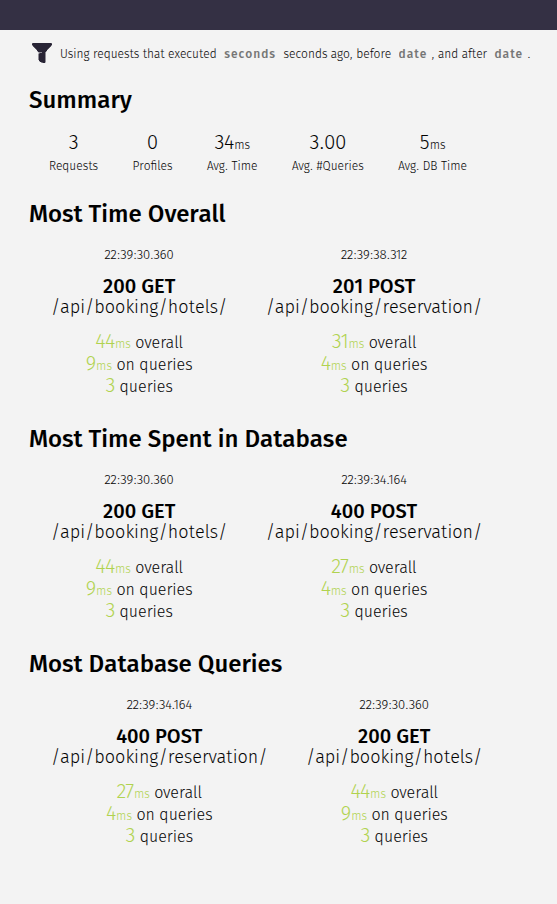 Using requests that executed seconds seconds ago, before date , and after date .
Summary
3 0 34ms 3.00 5ms
Requests Profiles Avg. Time Avg. #Queries Avg. DB Time
Most Time Overall
22:39:30.360 22:39:38.312
200 GET 201 POST
/api/booking/hotels/ /api/booking/reservation/
44ms overall 31ms overall
9ms on queries 4ms on queries
3 queries 3 queries
Most Time Spent in Database
22:39:30.360 22:39:34.164
200 GET 400 POST
/api/booking/hotels/ /api/booking/reservation/
44ms overall 27ms overall
9ms on queries 4ms on queries
3 queries 3 queries
Most Database Queries
22:39:34.164 22:39:30.360
400 POST 200 GET
/api/booking/reservation/ /api/booking/hotels/
27ms overall 44ms overall
4ms on queries 9ms on queries
3 queries 3 queries